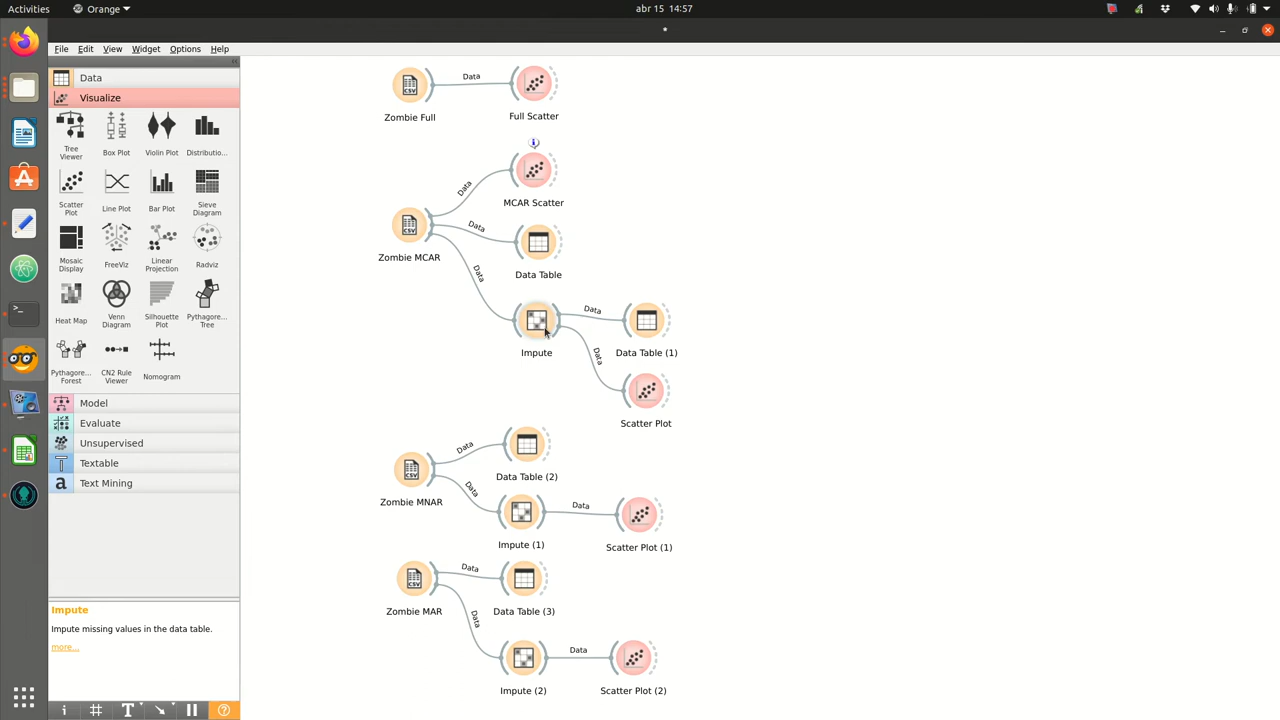 Activities
Orange
abr 15 14:57
File Edit View Widget Options Help
Data
Visualize
Tree Viewer
Box Plot
Violin Plot
Distributio...
Scatter Plot
Line Plot
Bar Plot
Sieve Diagram
Mosaic Display
FreeViz
Linear Projection
Radviz
Heat Map
Venn Diagram
Silhouette Plot
Pythagore... Tree
Pythagore... Forest
CN2 Rule Viewer
Nomogram
Model
Evaluate
Unsupervised
Textable
Text Mining
Impute
Impute missing values in the data table.
more...
Data
Zombie Full
Full Scatter
Data
MCAR Scatter
Data
Zombie MCAR
Data Table
Data
Data
Impute
Data Table (1)
Data
Scatter Plot
Data
Data Table (2)
Data
Zombie MNAR
Data
Impute (1)
Scatter Plot (1)
Data
Zombie MAR
Data Table (3)
Data
Data
Impute (2)
Scatter Plot (2)